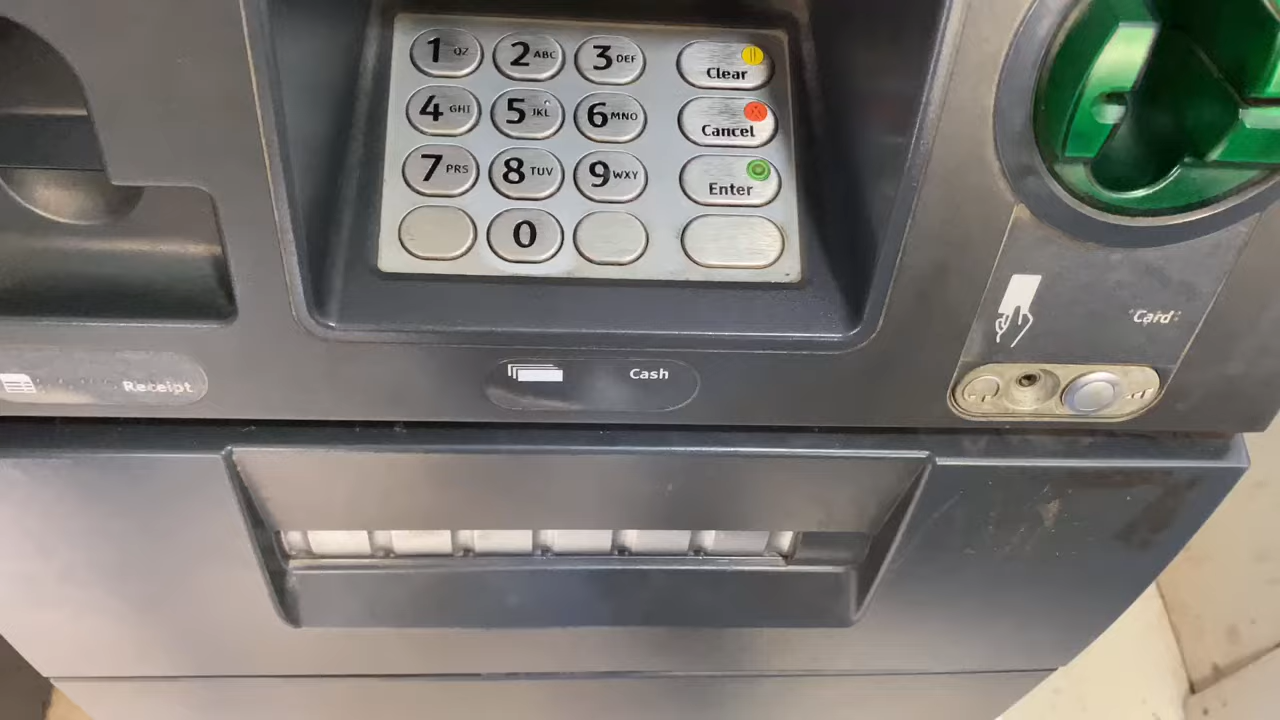 1 QZ 2 ABC 3 DEF Clear
4 GHI 5 JKL 6 MNO Cancel
7 PRS 8 TUV 9 WXY Enter
0
Card
Receipt
Cash